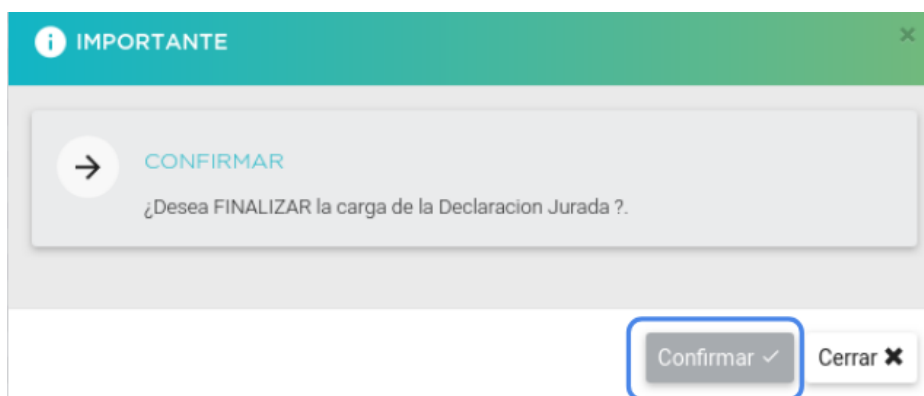 i IMPORTANTE ×
CONFIRMAR
¿Desea FINALIZAR la carga de la Declaracion Jurada ?.
Confirmar ✓ Cerrar ✖